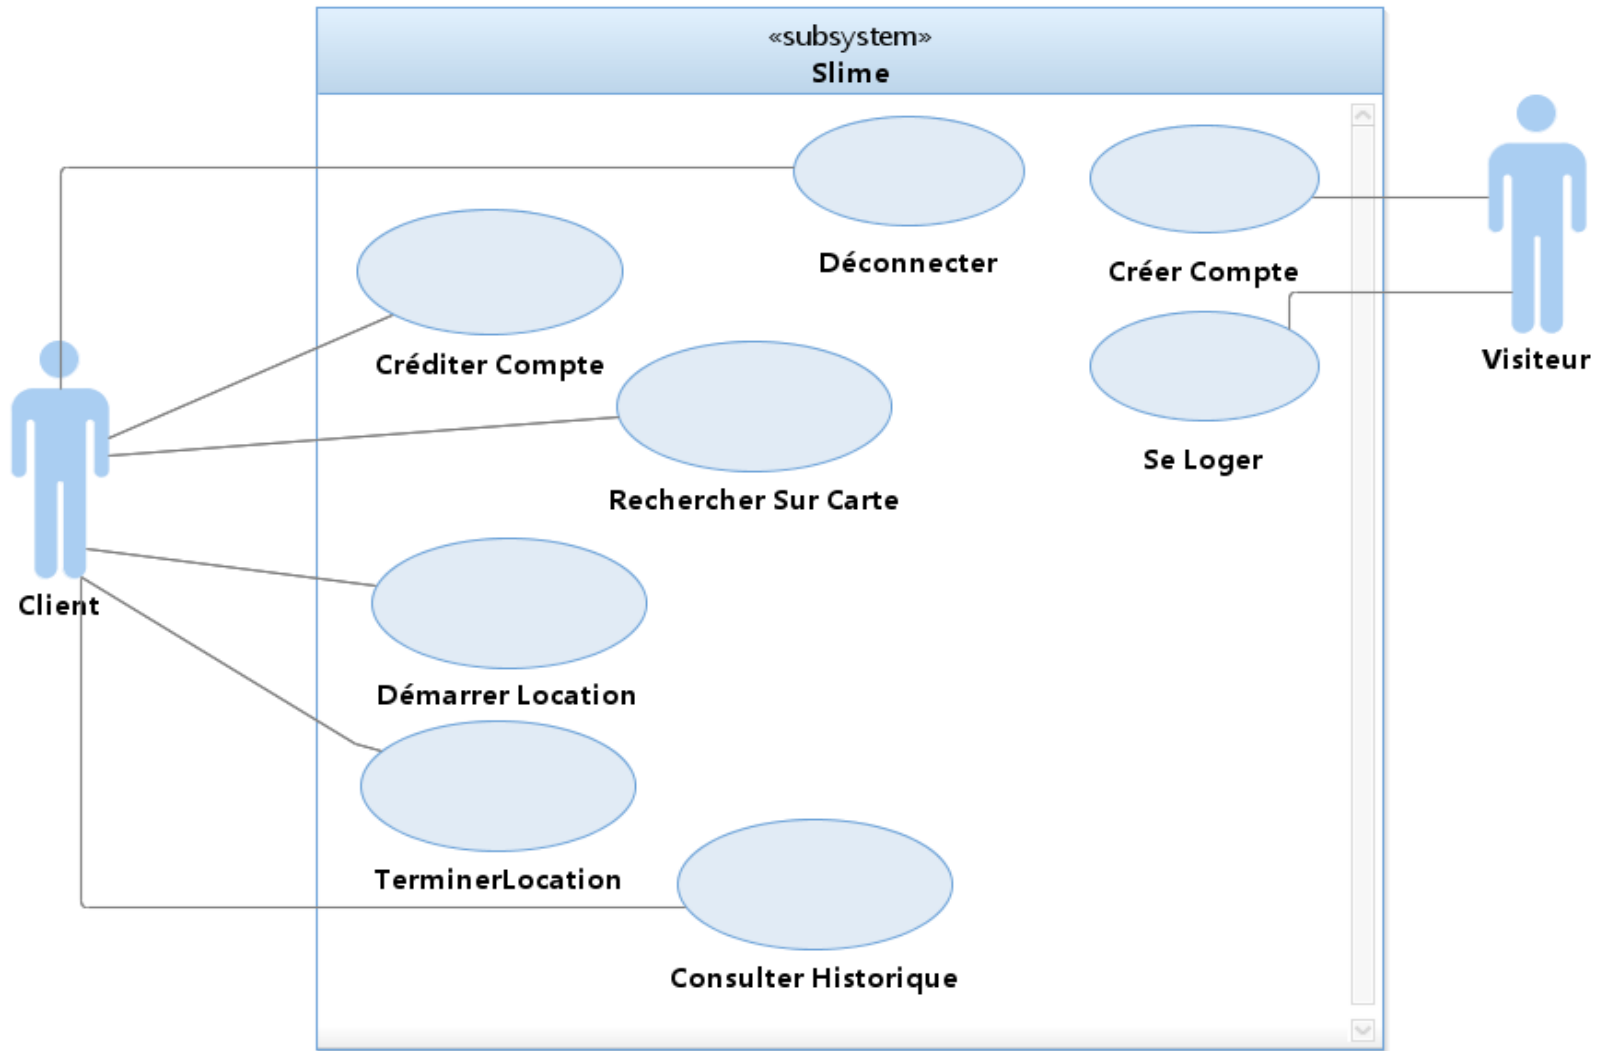 «subsystem»
Slime
Déconnecter
Créer Compte
Créditer Compte
Visiteur
Se Loger
Rechercher Sur Carte
Client
Démarrer Location
TerminerLocation
Consulter Historique